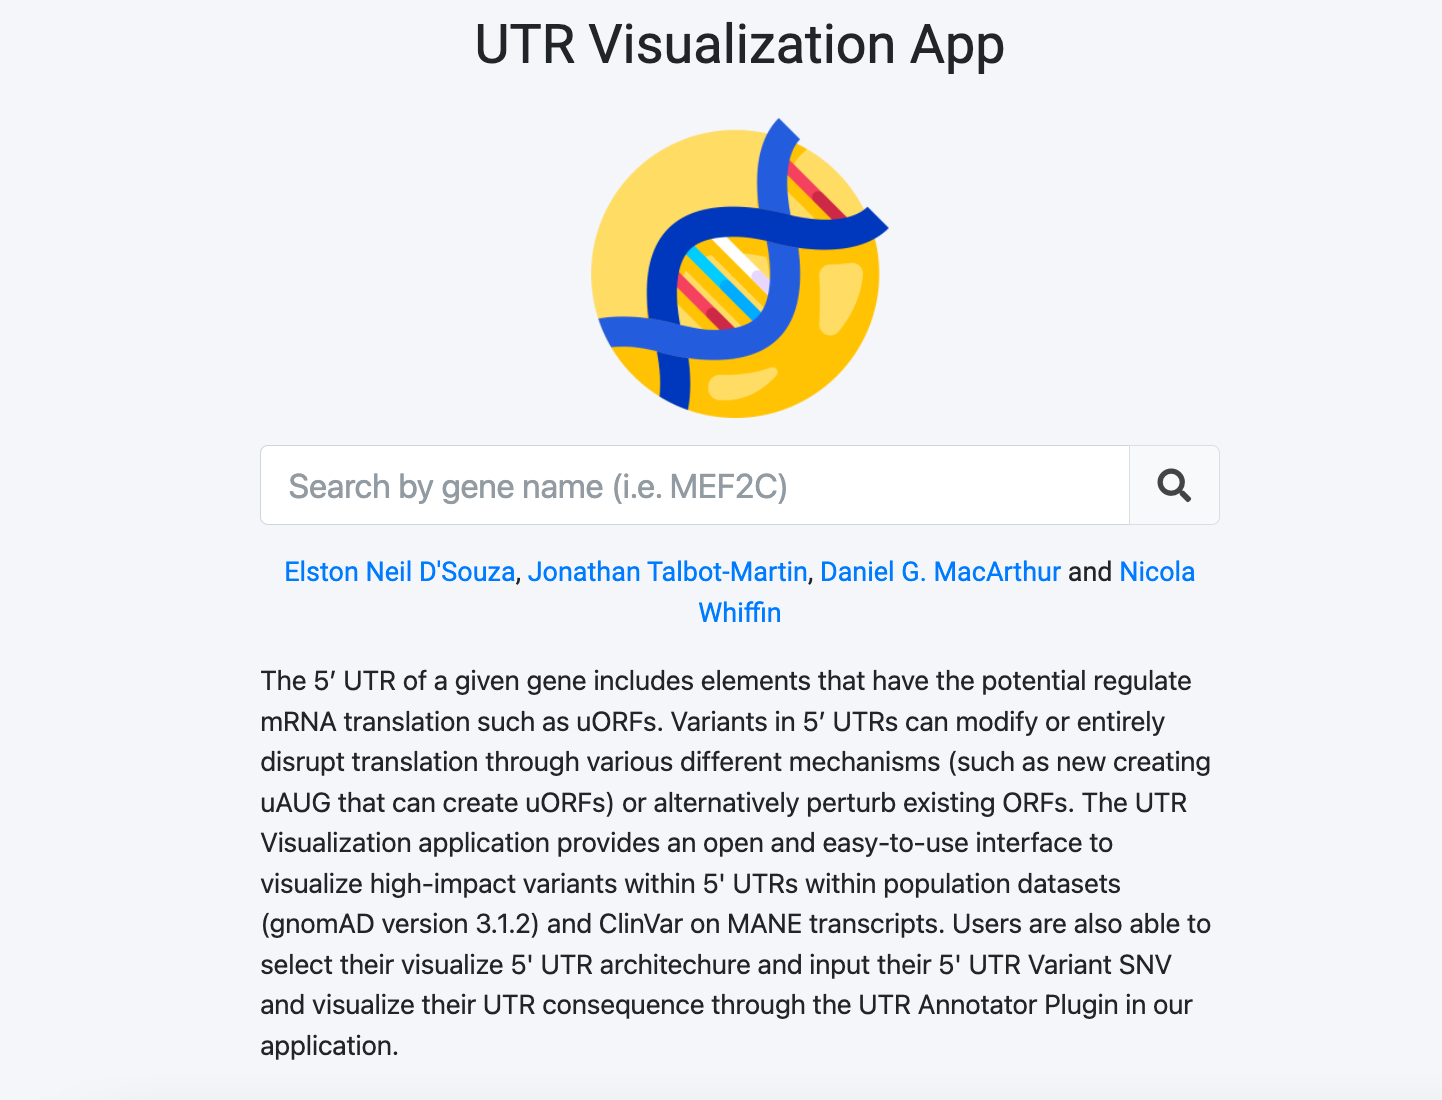 UTR Visualization App
Search by gene name (i.e. MEF2C)
Elston Neil D'Souza, Jonathan Talbot-Martin, Daniel G. MacArthur and Nicola
Whiffin
The 5′ UTR of a given gene includes elements that have the potential regulate
mRNA translation such as uORFs. Variants in 5′ UTRs can modify or entirely
disrupt translation through various different mechanisms (such as new creating
uAUG that can create uORFs) or alternatively perturb existing ORFs. The UTR
Visualization application provides an open and easy-to-use interface to
visualize high-impact variants within 5' UTRs within population datasets
(gnomAD version 3.1.2) and ClinVar on MANE transcripts. Users are also able to
select their visualize 5' UTR architechure and input their 5' UTR Variant SNV
and visualize their UTR consequence through the UTR Annotator Plugin in our
application.